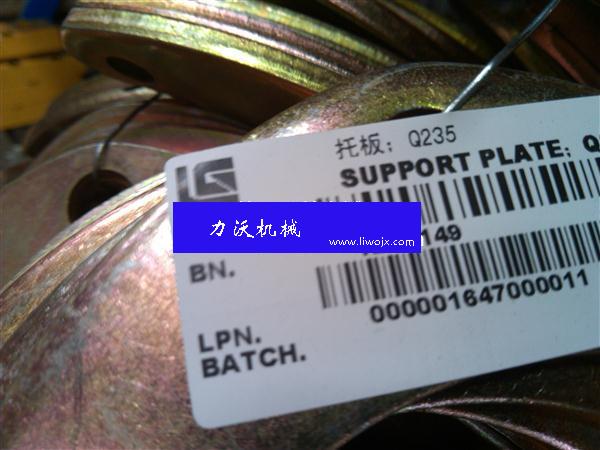 托板; Q235
SUPPORT PLATE; Q
力沃机械
www.liwojx.com
149
BN.
000001647000011
LPN.
BATCH.